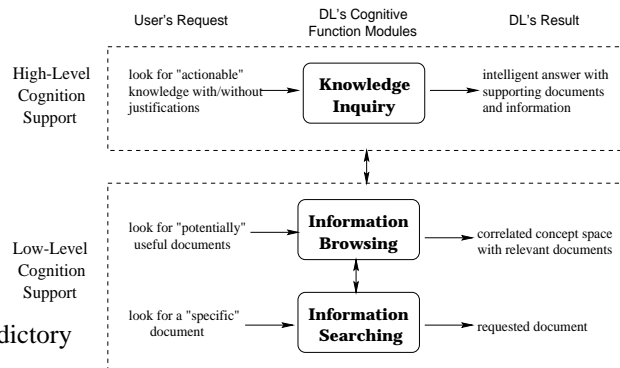 User's Request
DL's Cognitive
Function Modules
DL's Result
High-Level
Cognition
Support
look for "actionable"
knowledge with/without
justifications
Knowledge
Inquiry
intelligent answer with
supporting documents
and information
Low-Level
Cognition
Support
look for "potentially"
useful documents
Information
Browsing
correlated concept space
with relevant documents
look for a "specific"
document
Information
Searching
requested document
dictory